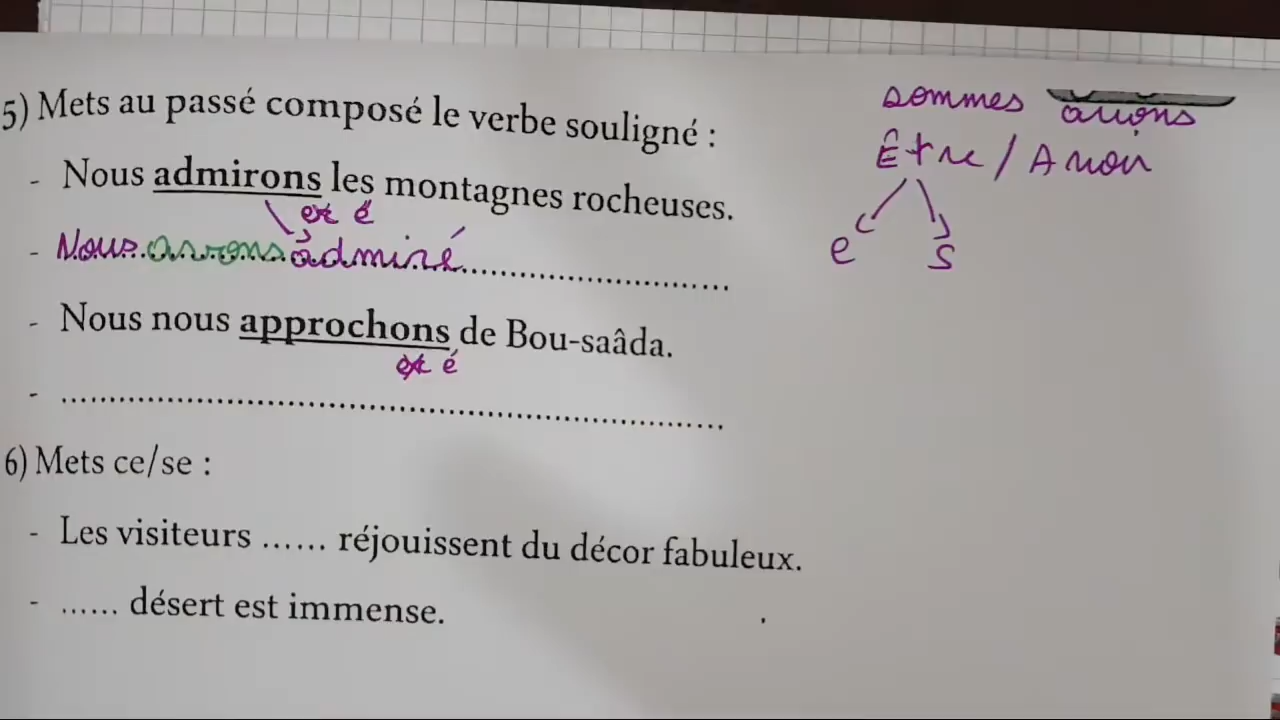 5) Mets au passé composé le verbe souligné :
sommes avons
Être / Avoir
e s
- Nous admirons les montagnes rocheuses.
er é
- Nous avons admiré
- Nous nous approchons de Bou-saâda.
er é
- ........................................................
6) Mets ce/se :
- Les visiteurs ...... réjouissent du décor fabuleux.
- ...... désert est immense.